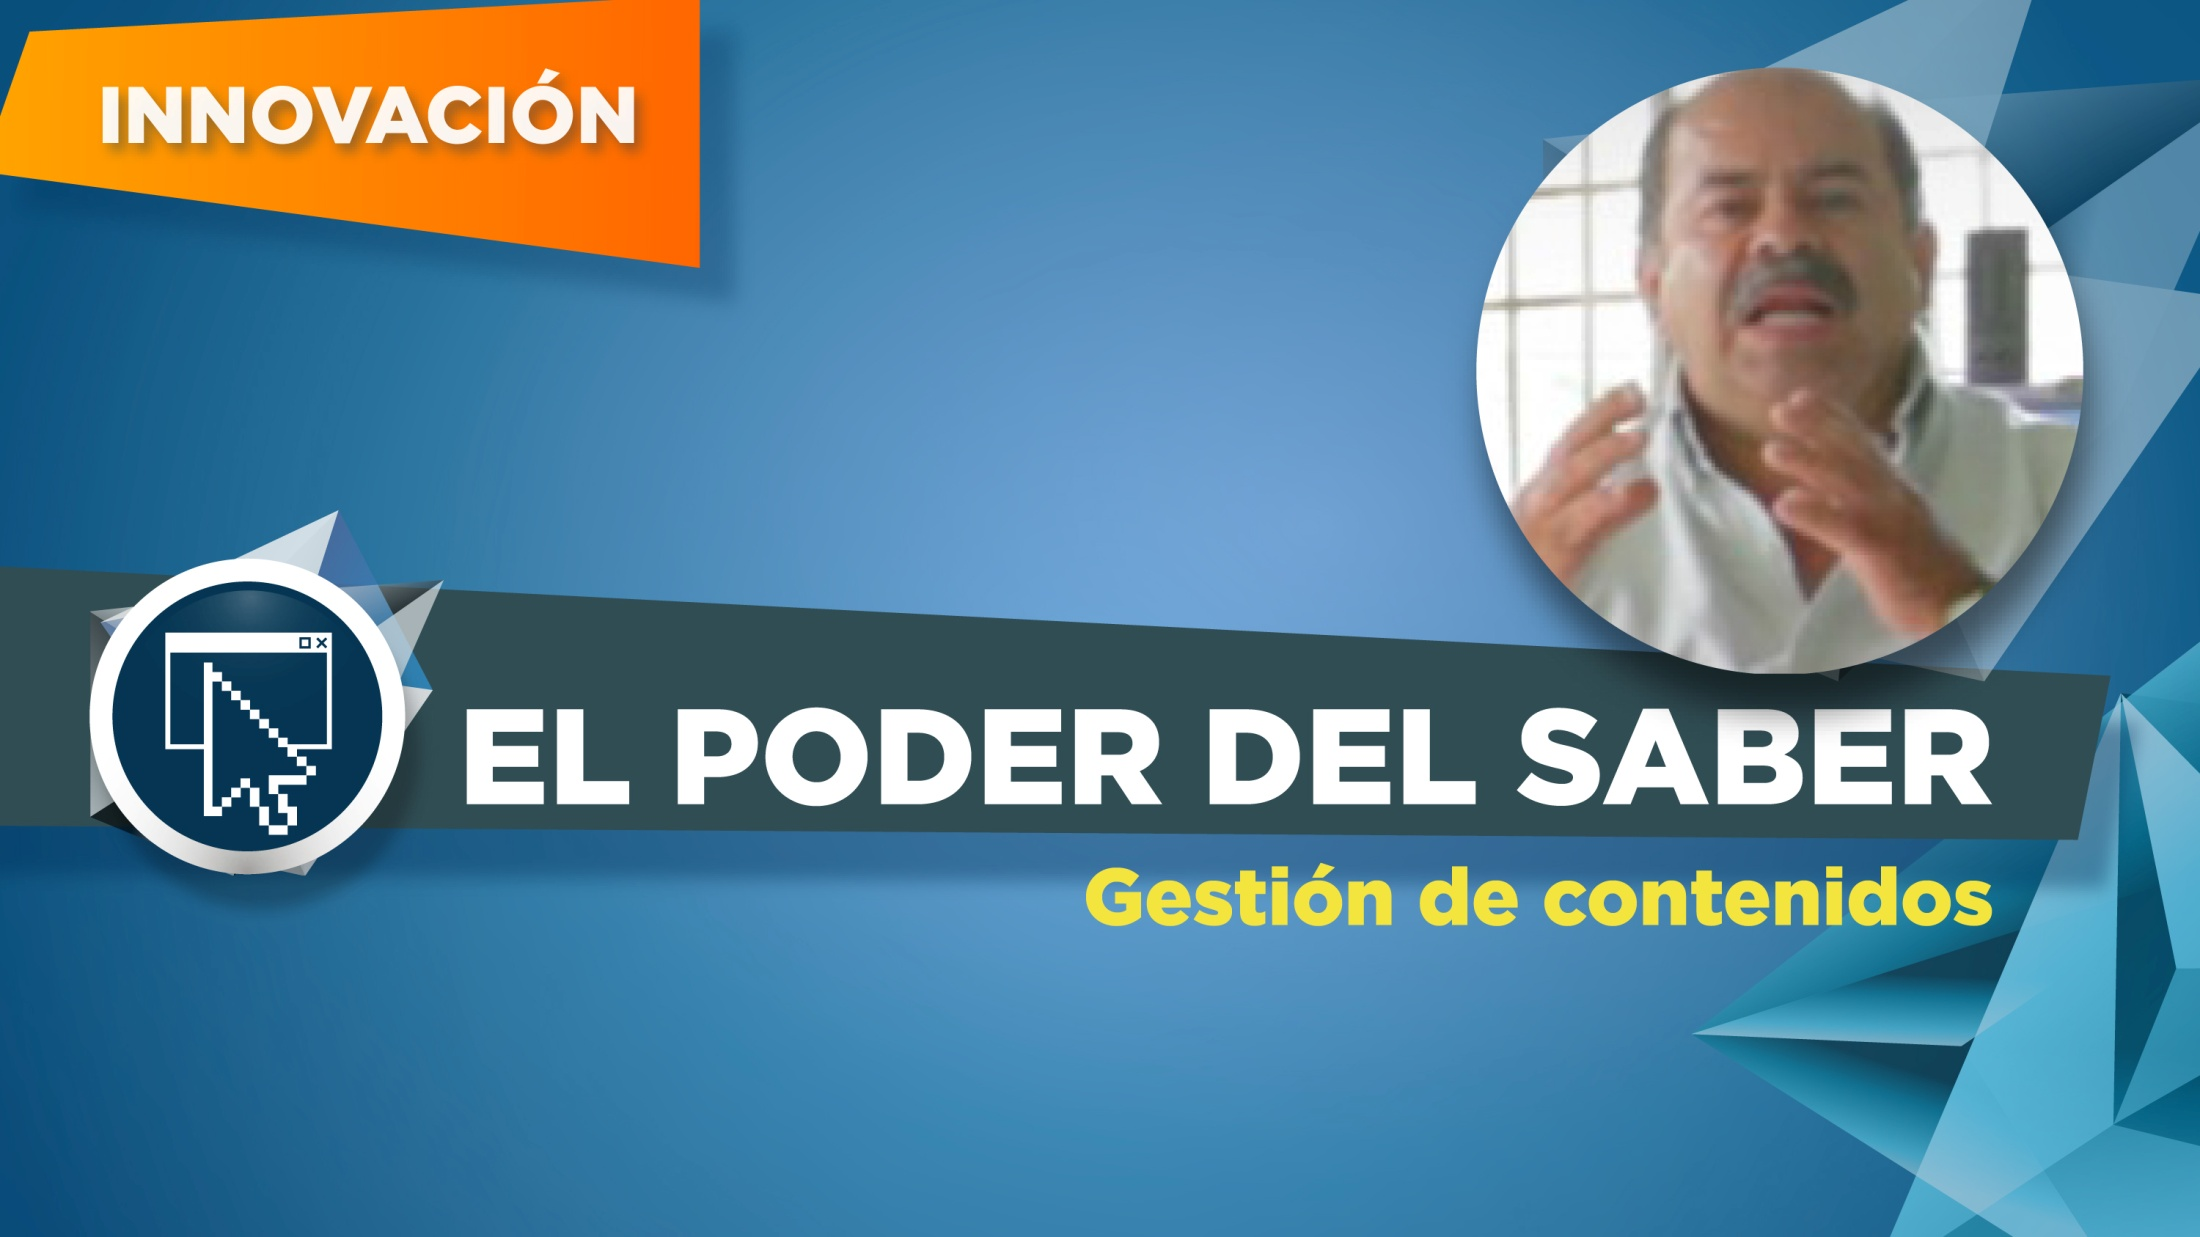 INNOVACIÓN
EL PODER DEL SABER
Gestión de contenidos